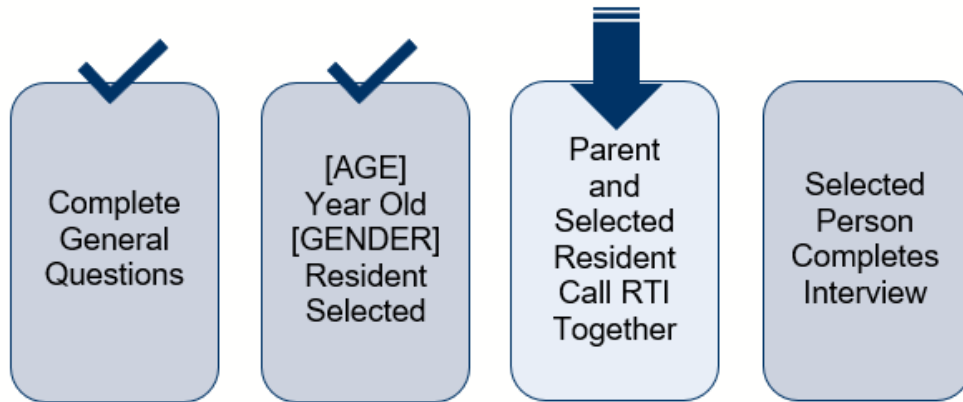 Complete
General
Questions
[AGE]
Year Old
[GENDER]
Resident
Selected
Parent
and
Selected
Resident
Call RTI
Together
Selected
Person
Completes
Interview